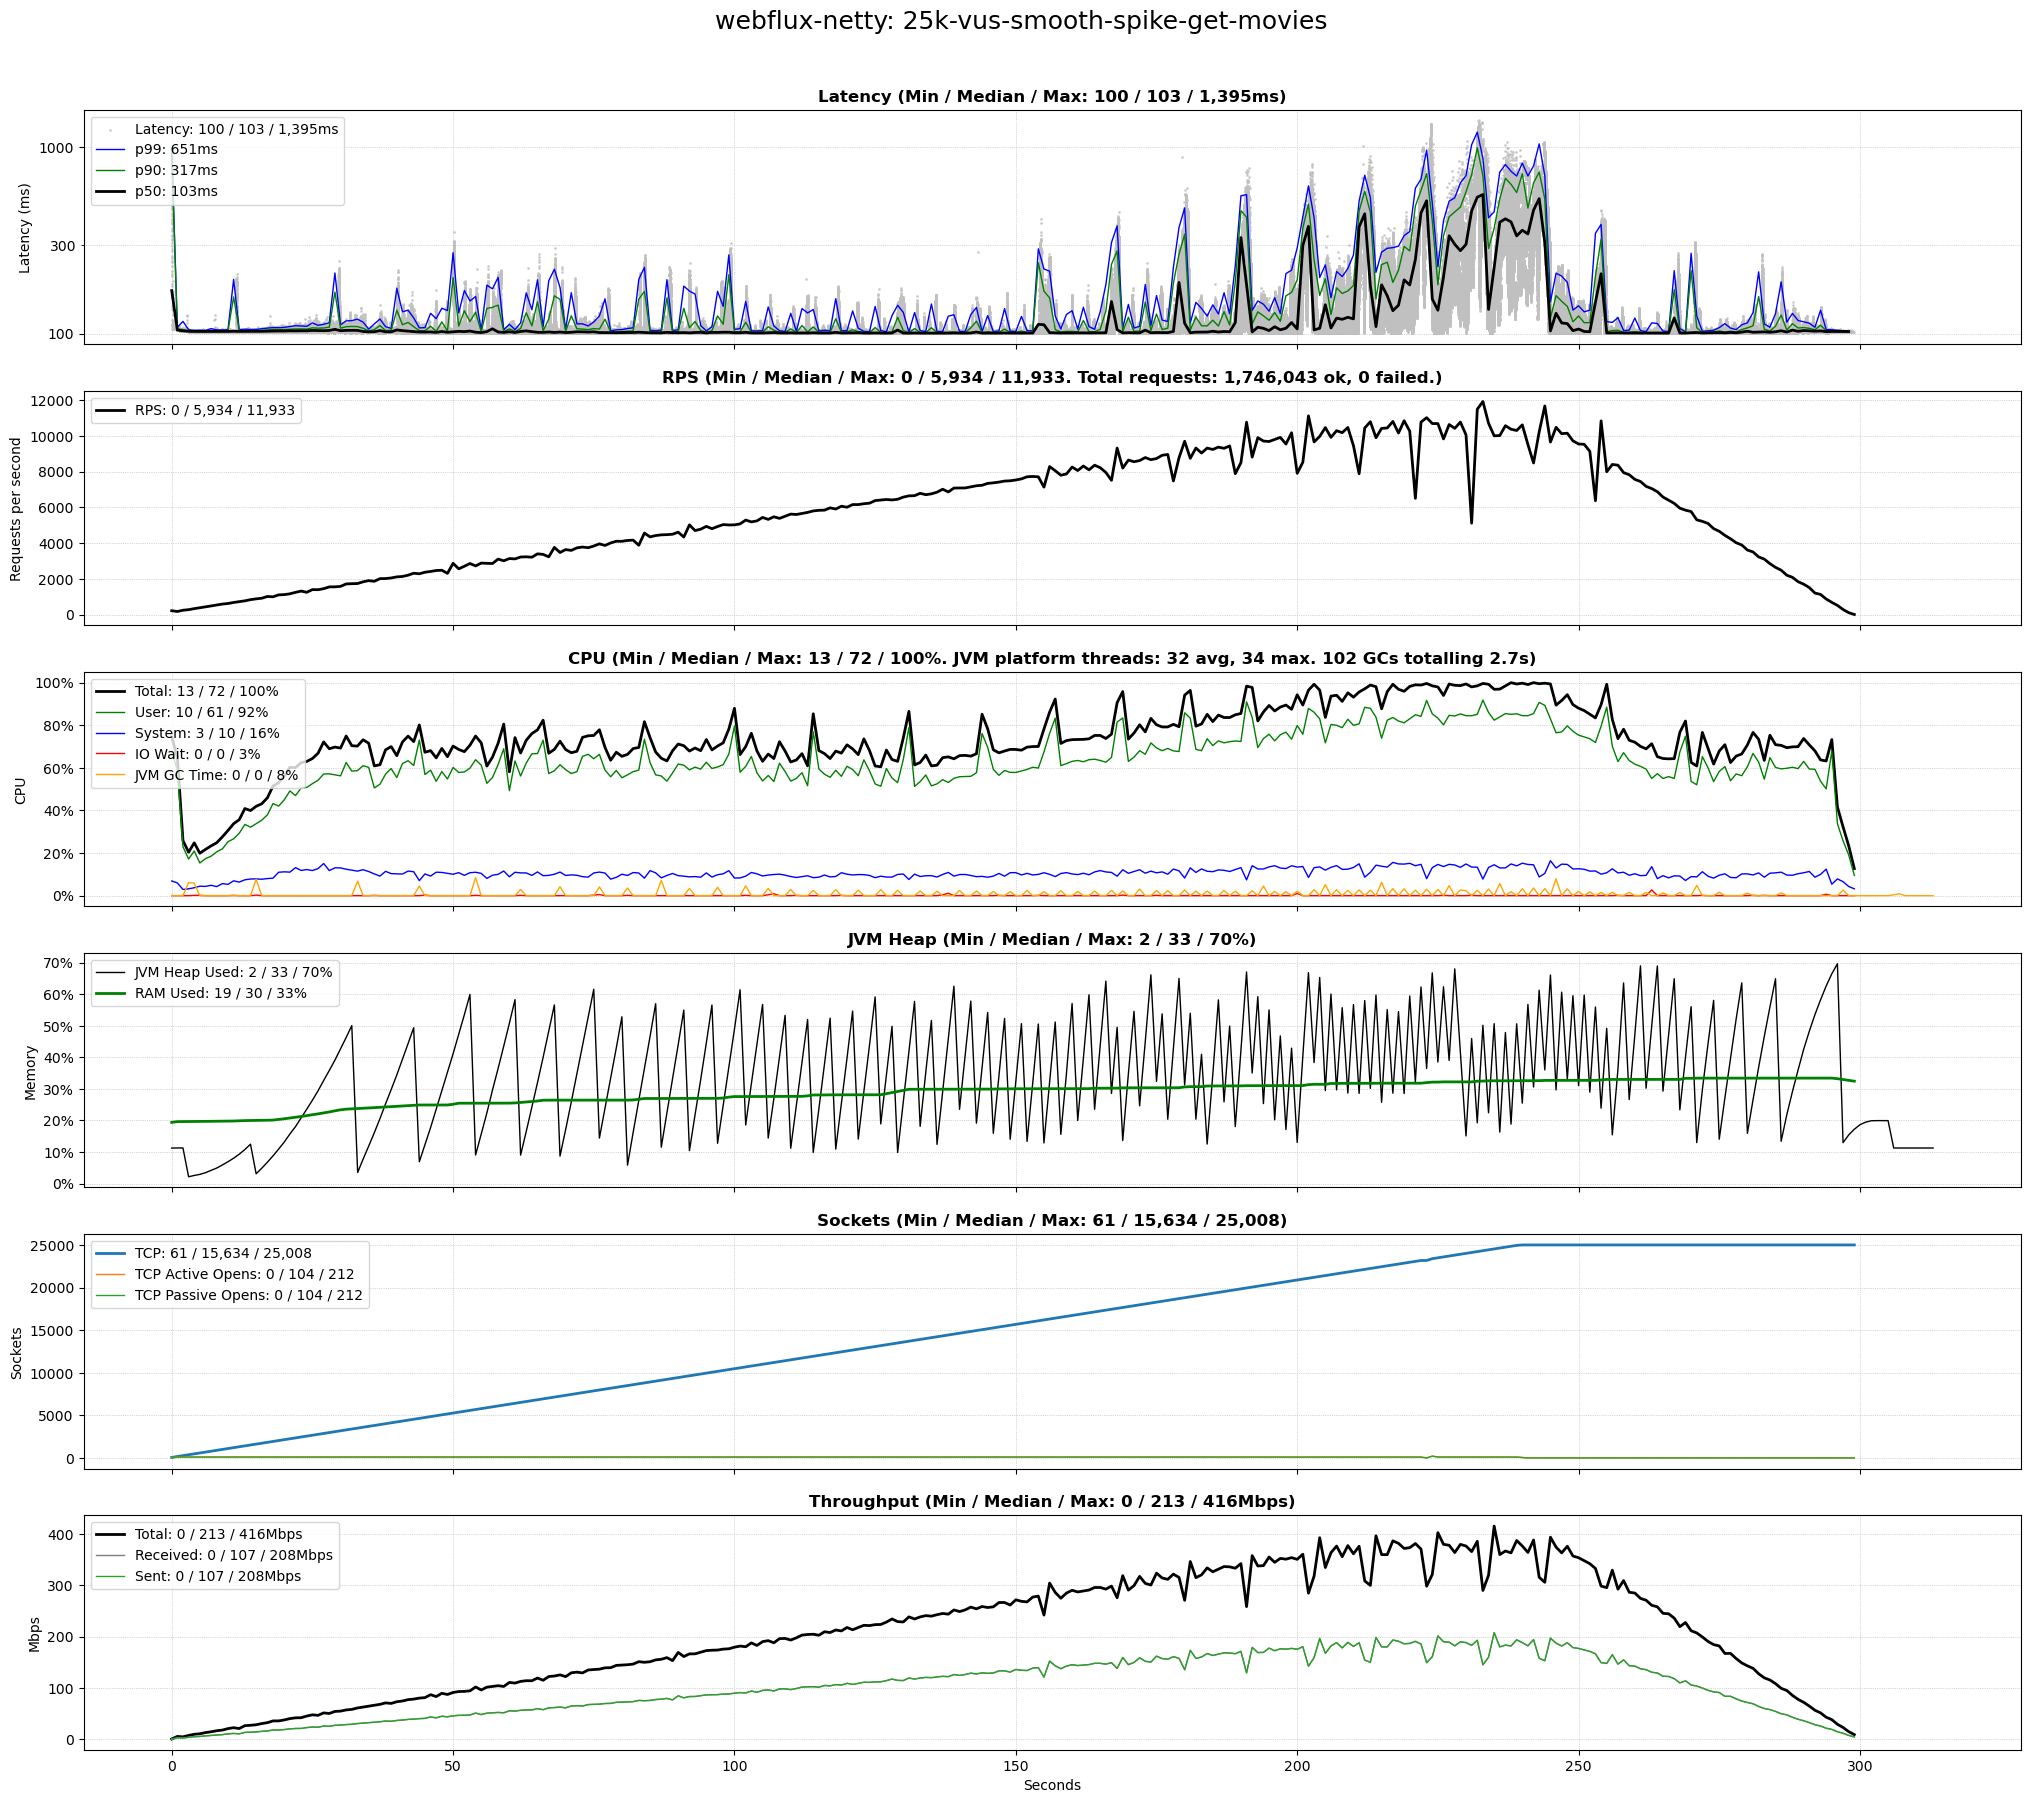 webflux-netty: 25k-vus-smooth-spike-get-movies
Latency (Min / Median / Max: 100 / 103 / 1,395ms)
Latency: 100 / 103 / 1,395ms
p99: 651ms
p90: 317ms
p50: 103ms
1000
300
100
Latency (ms)
RPS (Min / Median / Max: 0 / 5,934 / 11,933. Total requests: 1,746,043 ok, 0 failed.)
RPS: 0 / 5,934 / 11,933
12000
10000
8000
6000
4000
2000
0
Requests per second
CPU (Min / Median / Max: 13 / 72 / 100%. JVM platform threads: 32 avg, 34 max. 102 GCs totalling 2.7s)
Total: 13 / 72 / 100%
User: 10 / 61 / 92%
System: 3 / 10 / 16%
IO Wait: 0 / 0 / 3%
JVM GC Time: 0 / 0 / 8%
100%
80%
60%
40%
20%
0%
CPU
JVM Heap (Min / Median / Max: 2 / 33 / 70%)
JVM Heap Used: 2 / 33 / 70%
RAM Used: 19 / 30 / 33%
70%
60%
50%
40%
30%
20%
10%
0%
Memory
Sockets (Min / Median / Max: 61 / 15,634 / 25,008)
TCP: 61 / 15,634 / 25,008
TCP Active Opens: 0 / 104 / 212
TCP Passive Opens: 0 / 104 / 212
25000
20000
15000
10000
5000
0
Sockets
Throughput (Min / Median / Max: 0 / 213 / 416Mbps)
Total: 0 / 213 / 416Mbps
Received: 0 / 107 / 208Mbps
Sent: 0 / 107 / 208Mbps
400
300
200
100
0
Mbps
0 50 100 150 200 250 300
Seconds